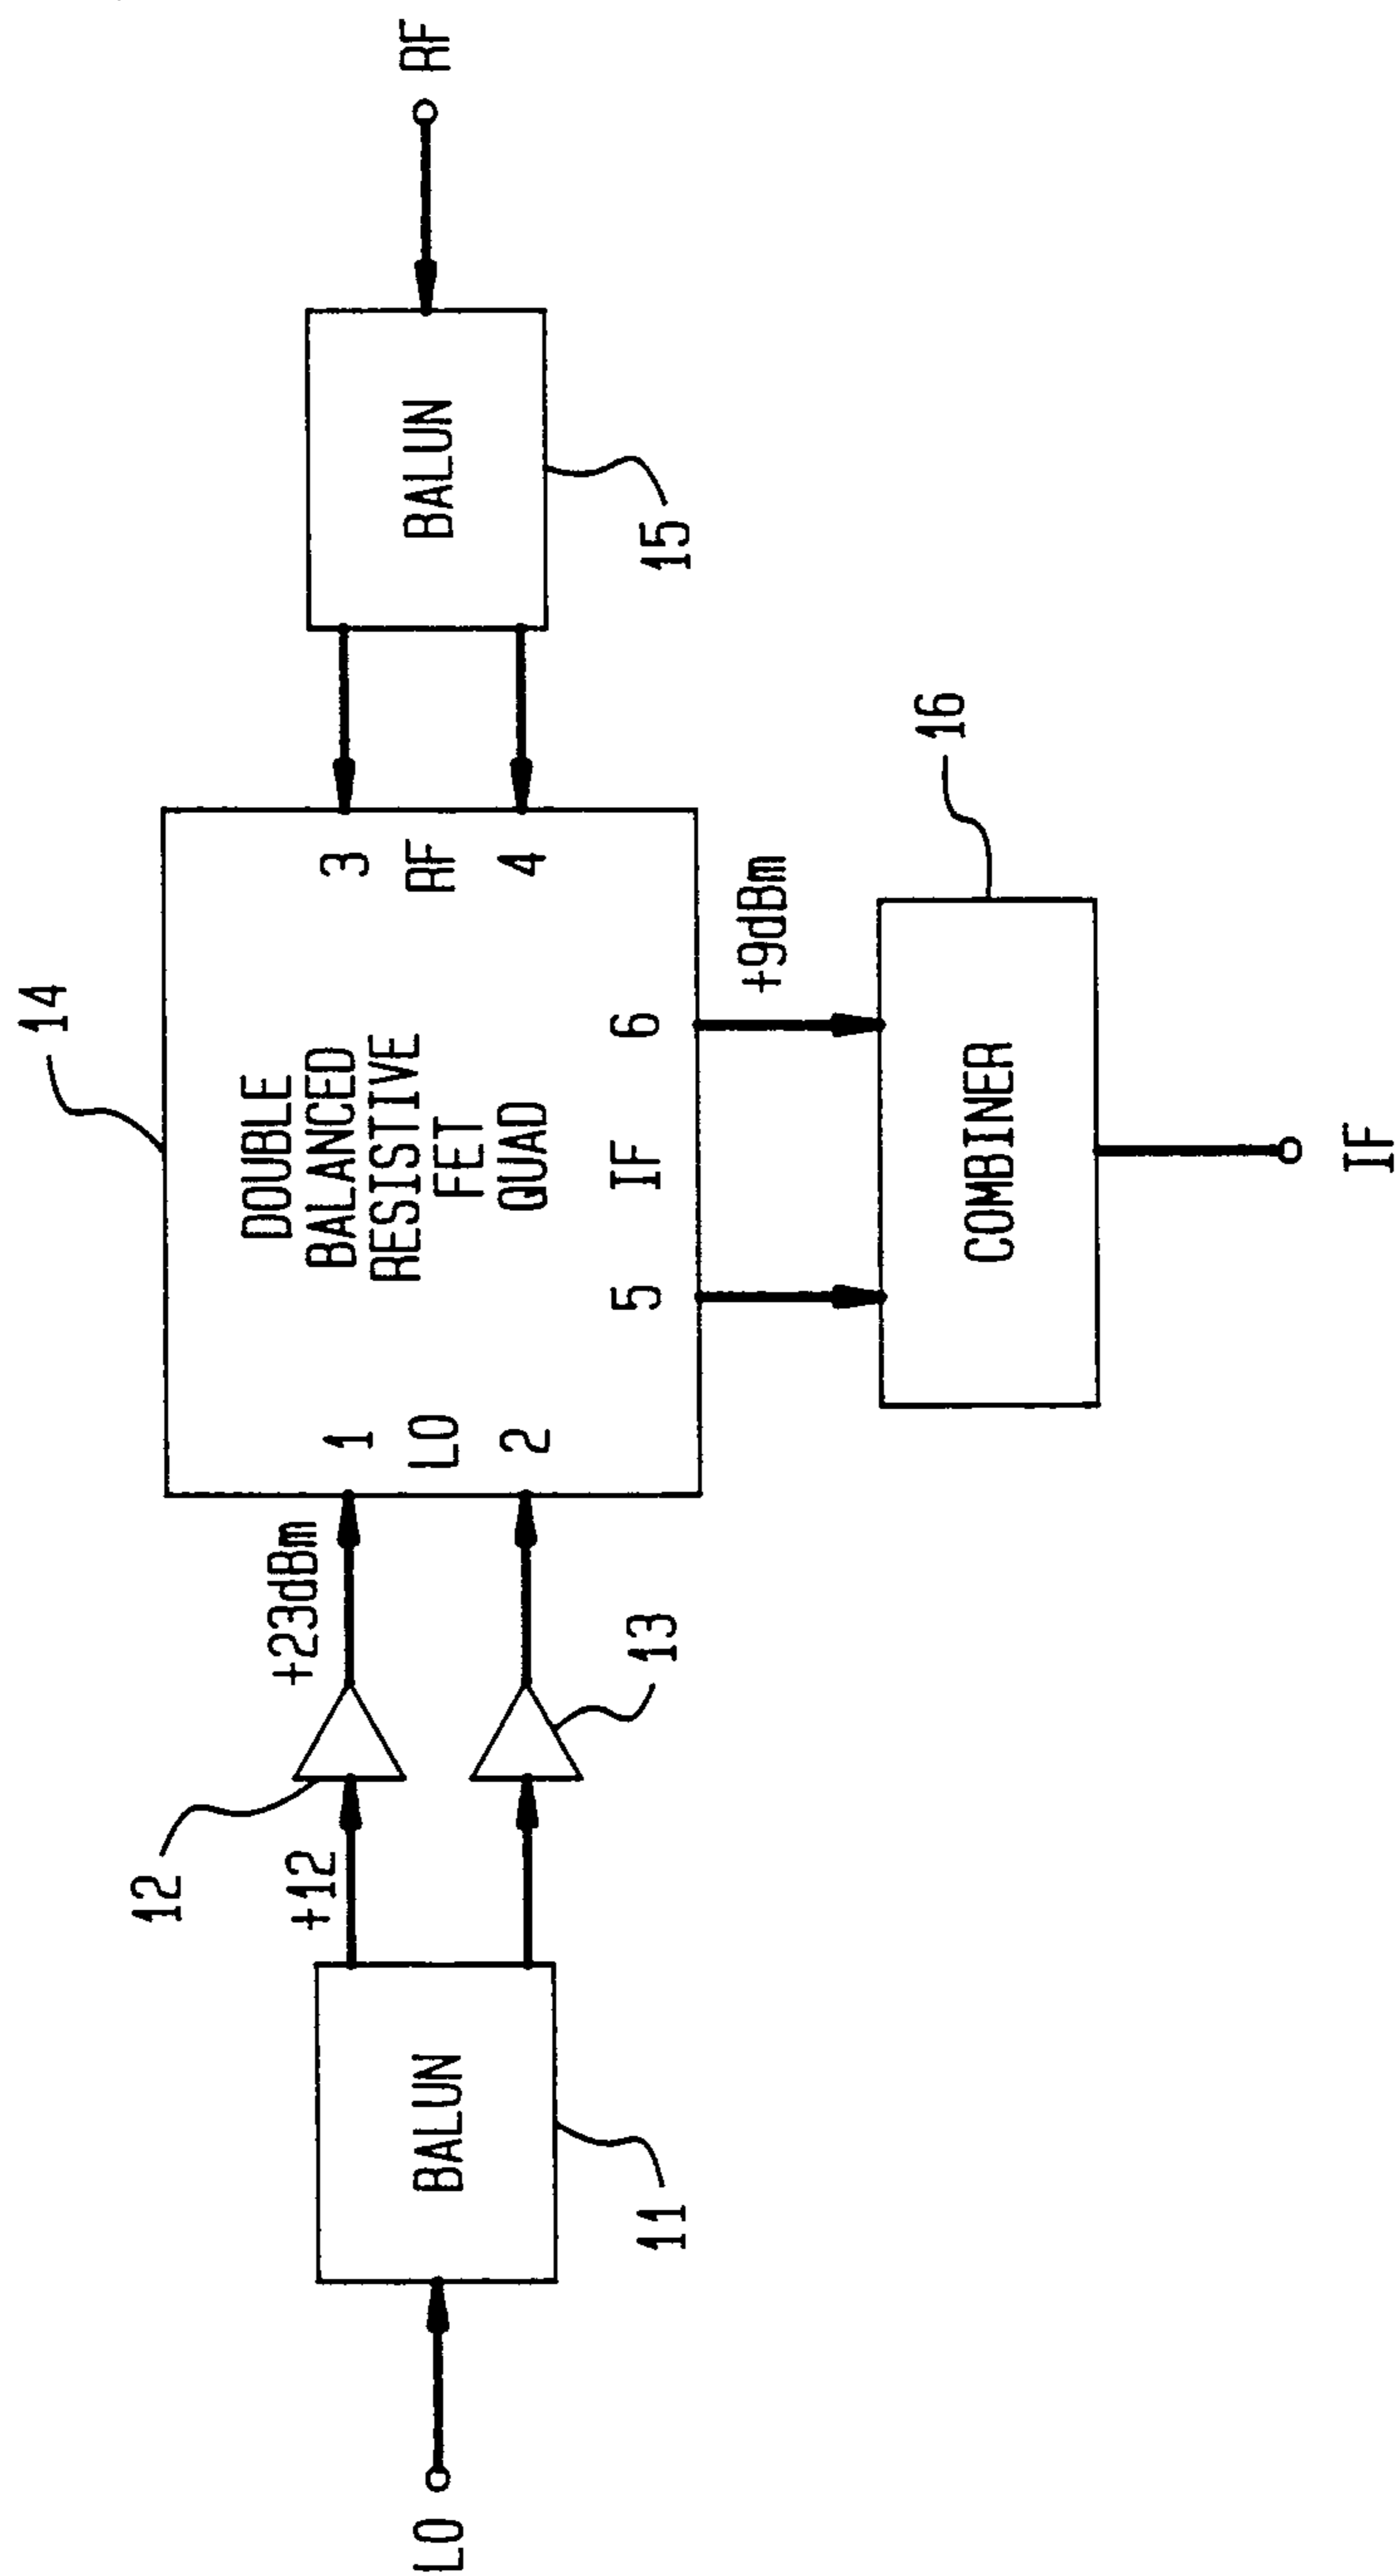 14
DOUBLE
BALANCED
RESISTIVE
FET
QUAD
12
+12
+23dBm
LO
BALUN
11
13
1
LO
2
5
IF
6
3
RF
4
BALUN
15
RF
+9dBm
16
COMBINER
IF